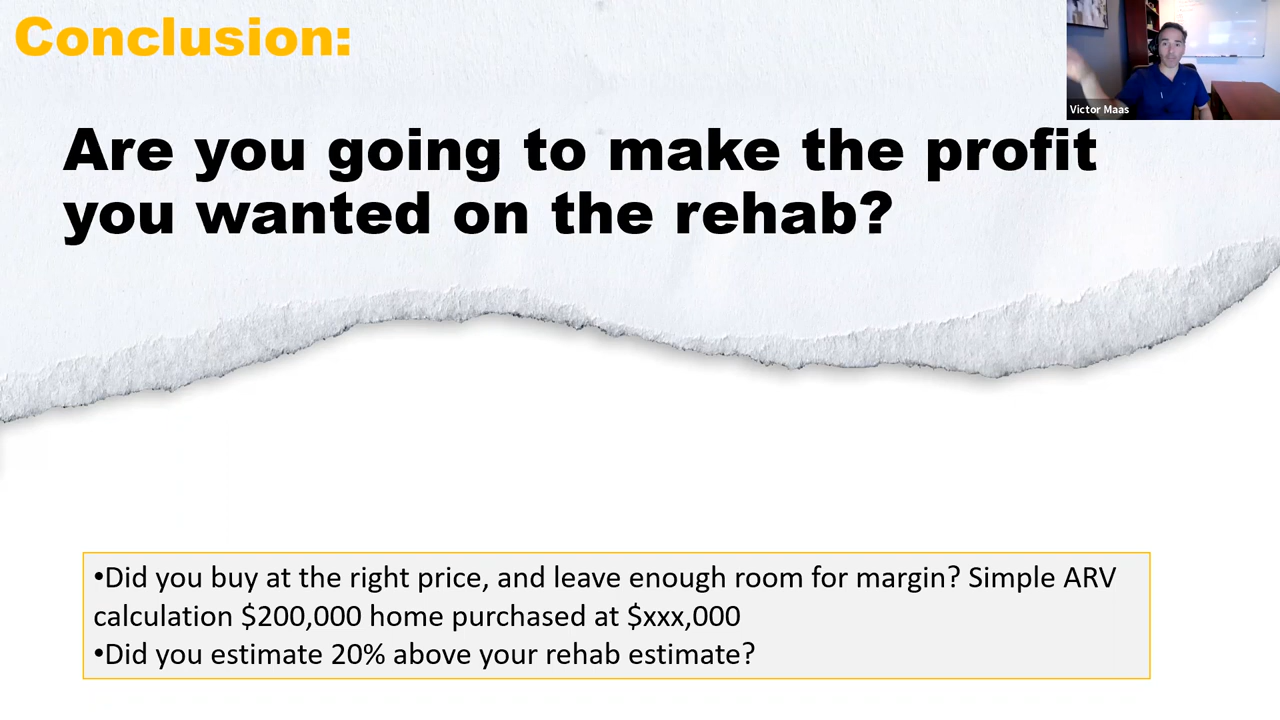 Conclusion:
Victor Maas
Are you going to make the profit
you wanted on the rehab?
•Did you buy at the right price, and leave enough room for margin? Simple ARV
calculation $200,000 home purchased at $xxx,000
•Did you estimate 20% above your rehab estimate?